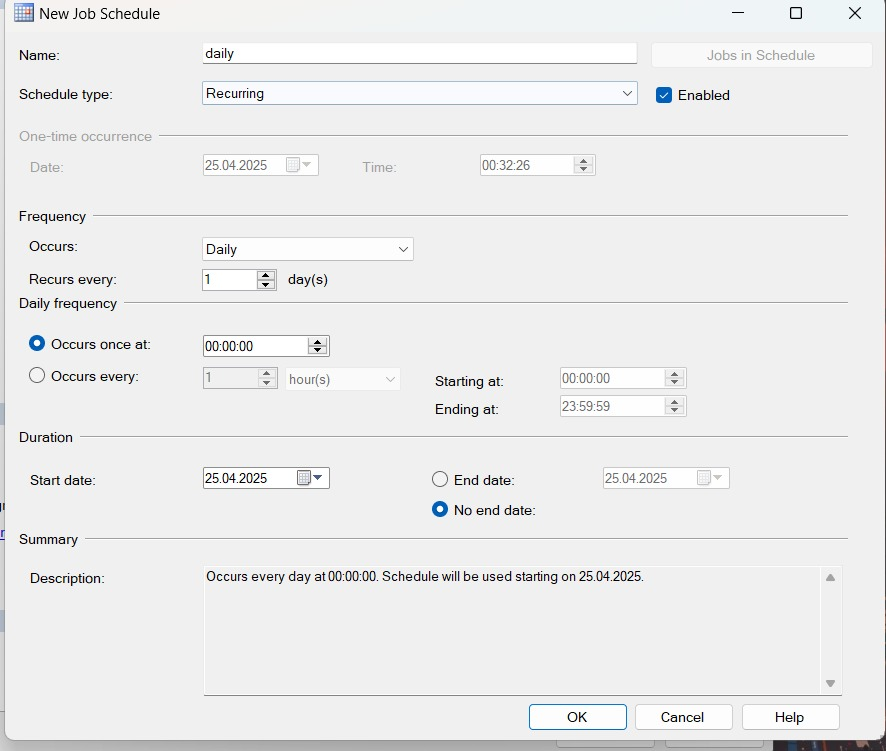 New Job Schedule
Name: daily Jobs in Schedule
Schedule type: Recurring Enabled
One-time occurrence
Date: 25.04.2025 Time: 00:32:26
Frequency
Occurs: Daily
Recurs every: 1 day(s)
Daily frequency
Occurs once at: 00:00:00
Occurs every: 1 hour(s) Starting at: 00:00:00
Ending at: 23:59:59
Duration
Start date: 25.04.2025 End date: 25.04.2025
No end date:
Summary
Description: Occurs every day at 00:00:00. Schedule will be used starting on 25.04.2025.
OK Cancel Help